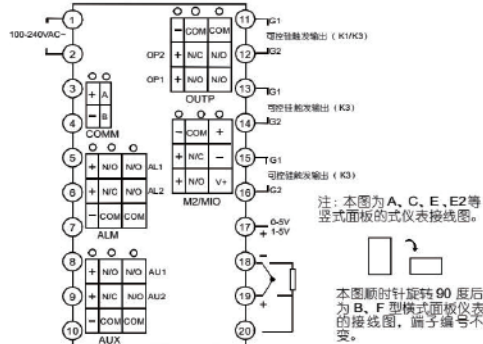 1
100-240VAC~
2
3
4
5
6
7
8
9
10
+ A
− B
COMM
+ N/O N/O AL1
+ N/C N/O AL2
− COM COM
ALM
+ N/O N/O AU1
+ N/C N/O AU2
− COM COM
AUX
− COM COM
OP2 + N/C N/O
OP1 + N/O N/O
OUTP
− COM +
+ N/C −
+ N/O V+
M2/MIO
11 G1
可控硅触发输出（K1/K3）
12 G2
13 G1
可控硅触发输出（K3）
14 G2
15 G1
可控硅触发输出（K3）
16 G2
17 − 0-5V
+ 1-5V
18 −
19 +
20
注：本图为A、C、E、E2等
竖式面板的式仪表接线图。
本图顺时针旋转90度后
为B、F型横式面板仪表
的接线图，端子编号不
变。